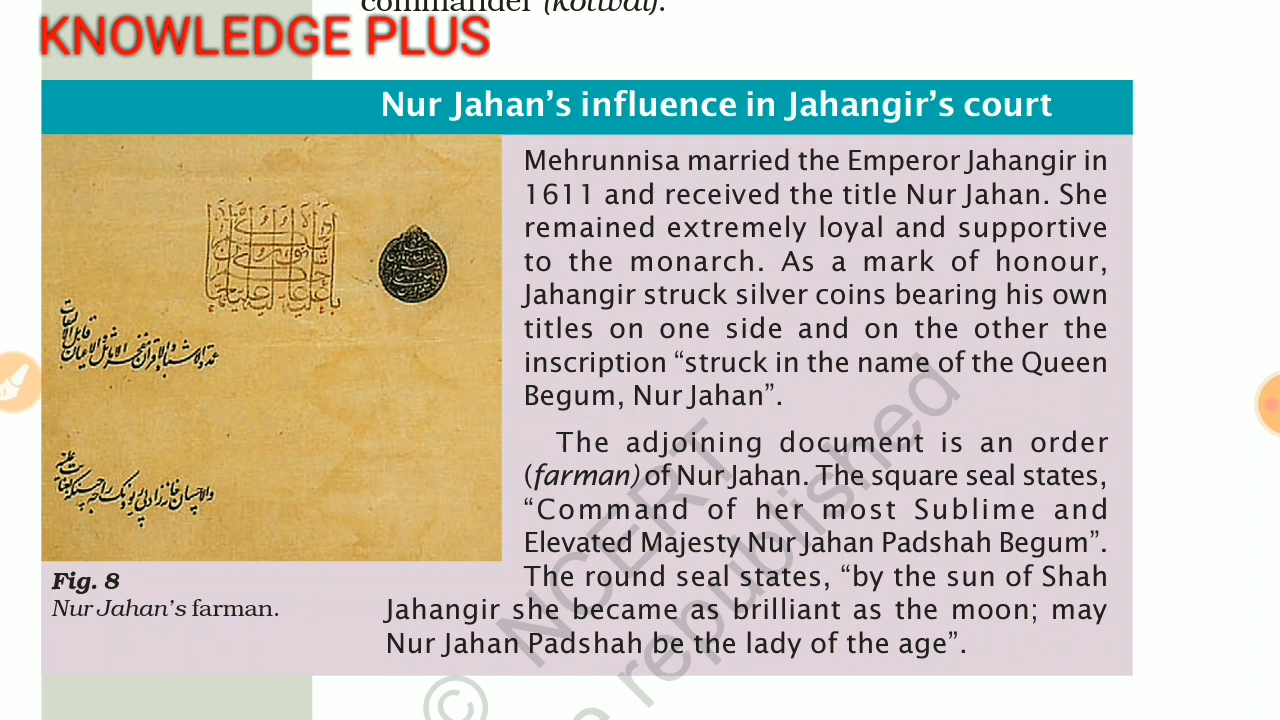 commander (kotwal).
KNOWLEDGE PLUS
Nur Jahan’s influence in Jahangir’s court
Mehrunnisa married the Emperor Jahangir in
1611 and received the title Nur Jahan. She
remained extremely loyal and supportive
to the monarch. As a mark of honour,
Jahangir struck silver coins bearing his own
titles on one side and on the other the
inscription “struck in the name of the Queen
Begum, Nur Jahan”.
The adjoining document is an order
(farman) of Nur Jahan. The square seal states,
“Command of her most Sublime and
Elevated Majesty Nur Jahan Padshah Begum”.
The round seal states, “by the sun of Shah
Jahangir she became as brilliant as the moon; may
Nur Jahan Padshah be the lady of the age”.
Fig. 8
Nur Jahan’s farman.
© NCERT
republished